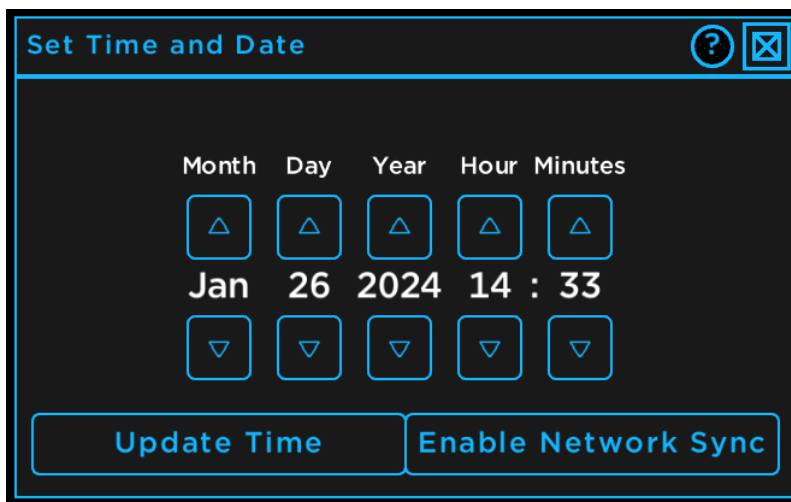 Set Time and Date ?
Month Day Year Hour Minutes
Jan 26 2024 14 : 33
Update Time Enable Network Sync